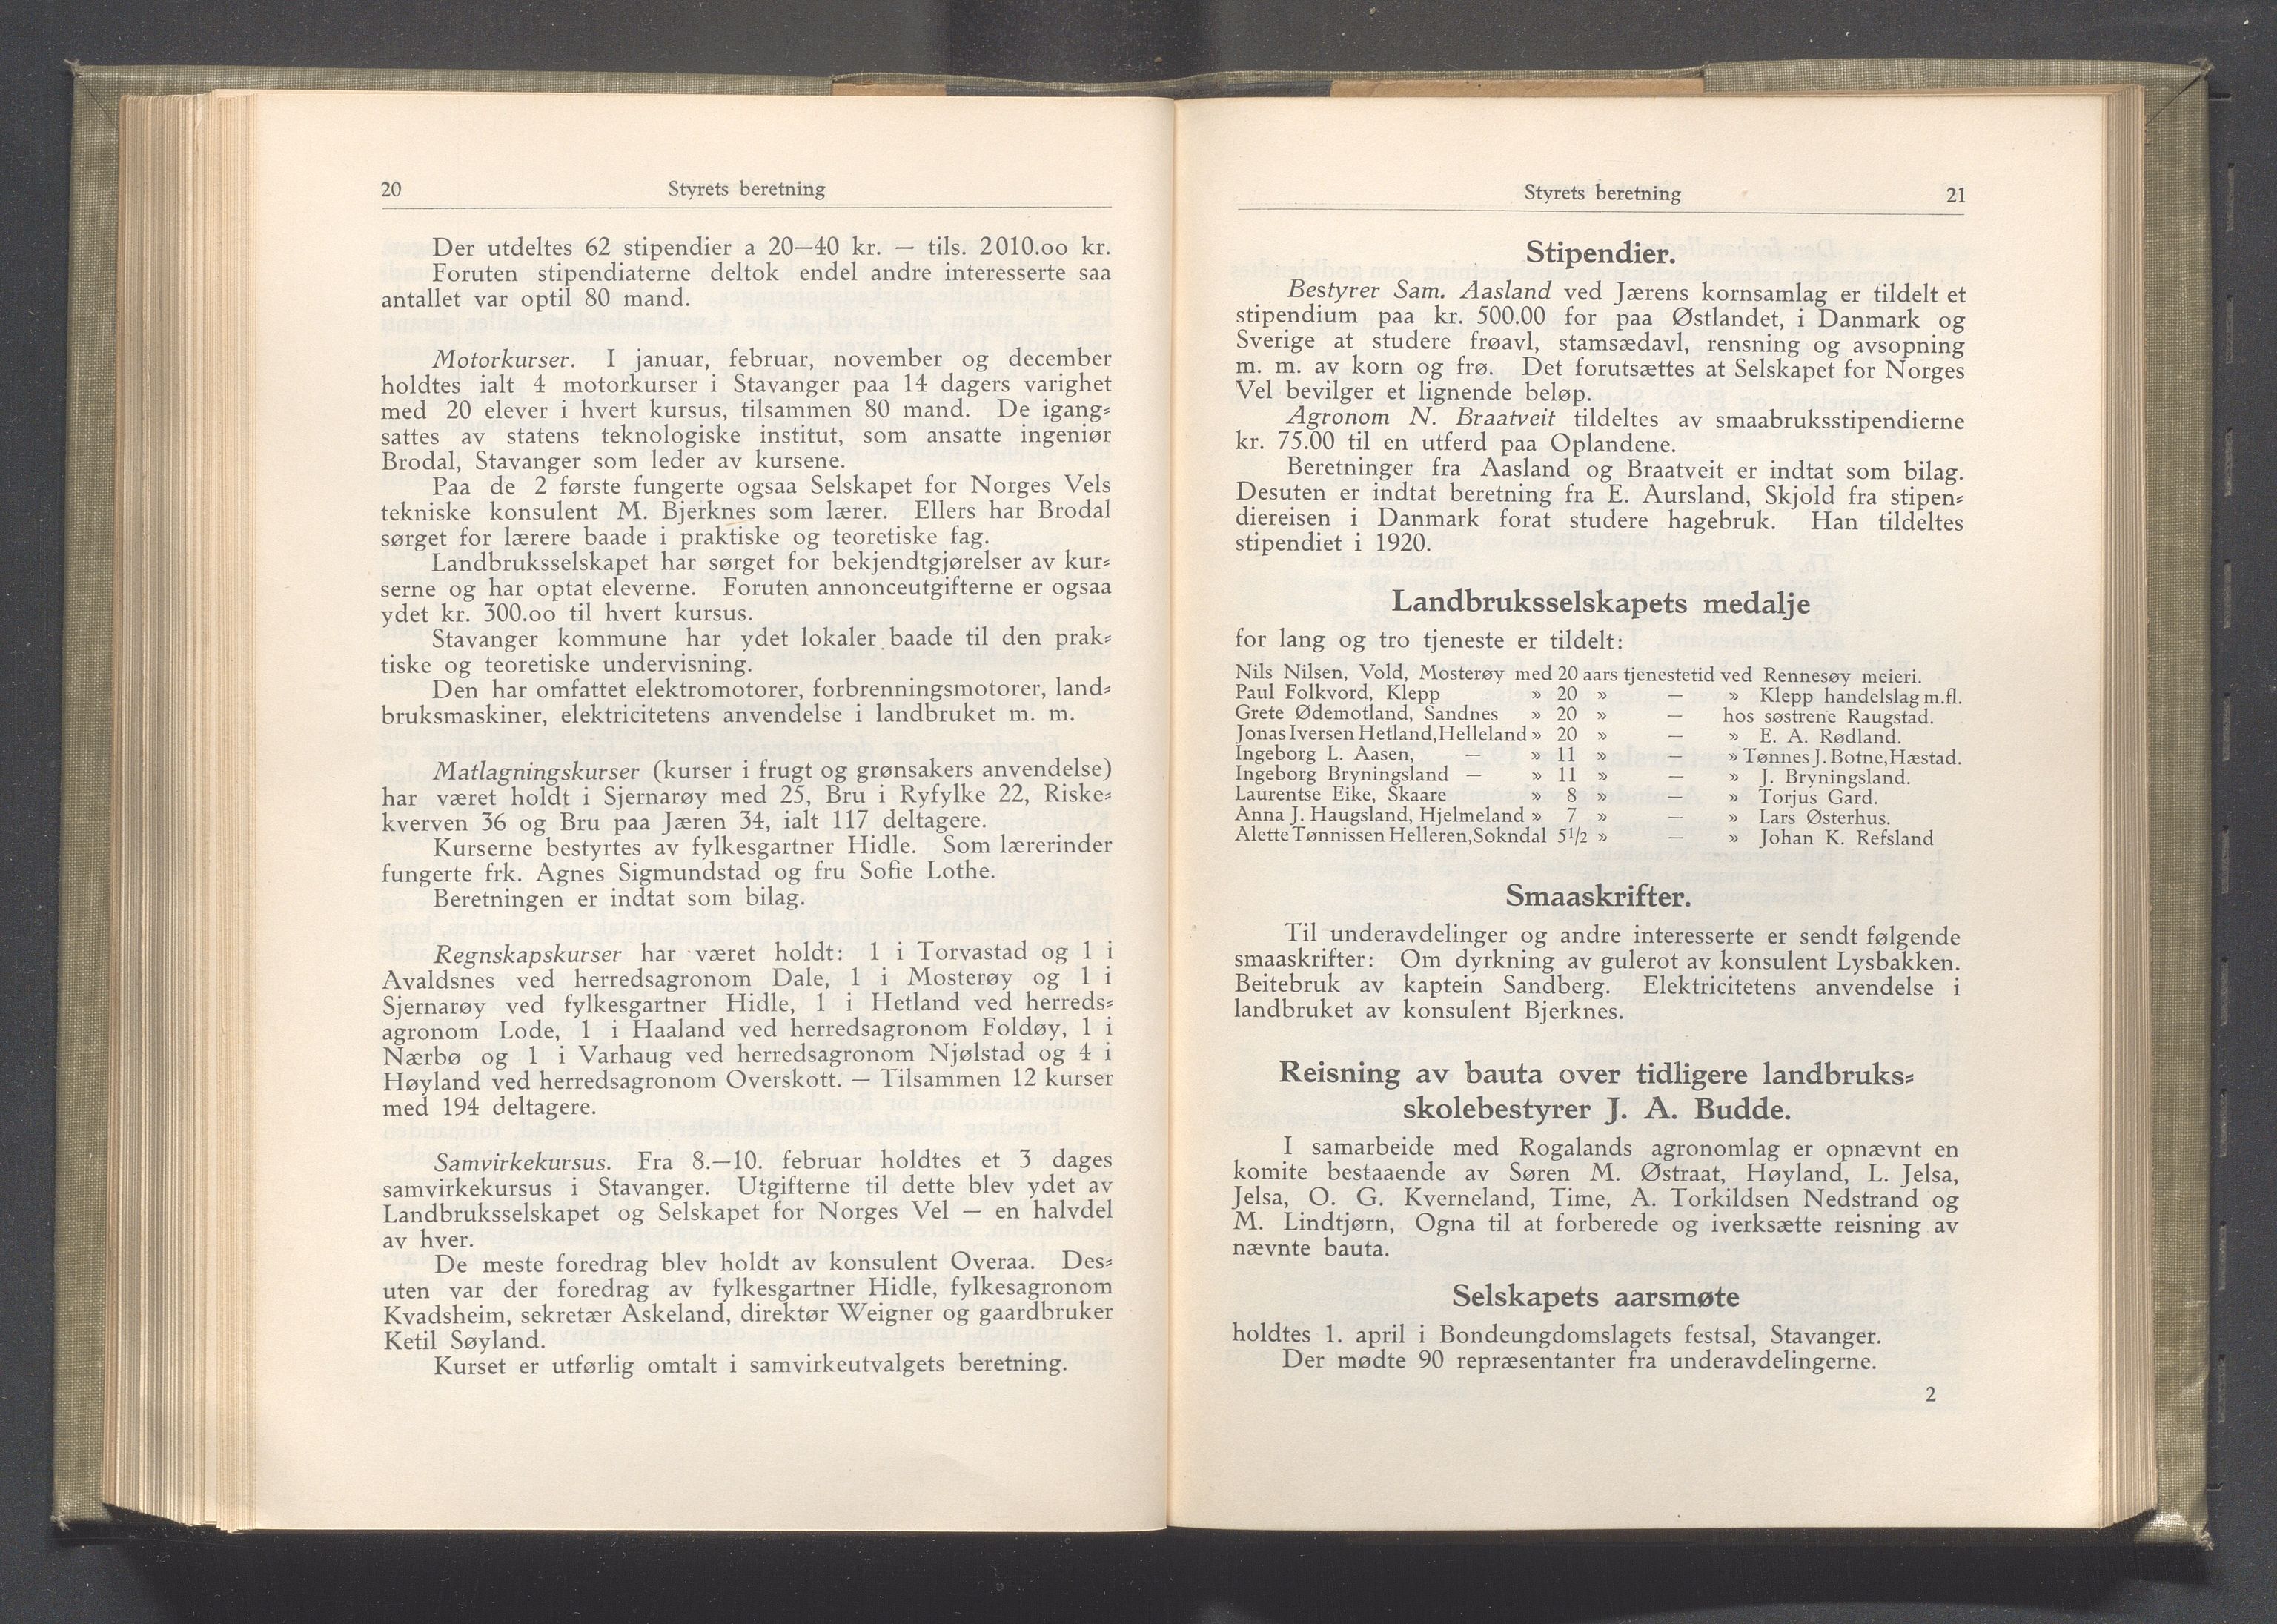 20 Styrets beretning
Der utdeltes 62 stipendier a 20—40 kr. — tils. 2010.oo kr.
Foruten stipendiaterne deltok endel andre interesserte saa
antallet var optil 80 mand.
Motorkurser. I januar, februar, november og december
holdtes ialt 4 motorkurser i Stavanger paa 14 dagers varighet
med 20 elever i hvert kursus, tilsammen 80 mand. De igang-
sattes av statens teknologiske institut, som ansatte ingeniør
Brodal, Stavanger som leder av kursene.
Paa de 2 første fungerte ogsaa Selskapet for Norges Vels
tekniske konsulent M. Bjerknes som lærer. Ellers har Brodal
sørget for lærere baade i praktiske og teoretiske fag.
Landbruksselskapet har sørget for bekjendtgjørelser av kur-
serne og har optat eleverne. Foruten annonceutgifterne er ogsaa
ydet kr. 300.oo til hvert kursus.
Stavanger kommune har ydet lokaler baade til den prak-
tiske og teoretiske undervisning.
Den har omfattet elektromotorer, forbrenningsmotorer, land-
bruksmaskiner, elektricitetens anvendelse i landbruket m. m.
Matlagningskurser (kurser i frugt og grønsakers anvendelse)
har været holdt i Sjernarøy med 25, Bru i Ryfylke 22, Riske-
kverven 36 og Bru paa Jæren 34, ialt 117 deltagere.
Kurserne bestyrtes av fylkesgartner Hidle. Som lærerinder
fungerte frk. Agnes Sigmundstad og fru Sofie Lothe.
Beretningen er indtat som bilag.
Regnskapskurser har været holdt: 1 i Torvastad og 1 i
Avaldsnes ved herredsagronom Dale, 1 i Mosterøy og 1 i
Sjernarøy ved fylkesgartner Hidle, 1 i Hetland ved herreds-
agronom Lode, 1 i Haaland ved herredsagronom Foldøy, 1 i
Nærbø og 1 i Varhaug ved herredsagronom Njølstad og 4 i
Høyland ved herredsagronom Overskott. — Tilsammen 12 kurser
med 194 deltagere.
Samvirkekursus. Fra 8.—10. februar holdtes et 3 dages
samvirkekursus i Stavanger. Utgifterne til dette blev ydet av
Landbruksselskapet og Selskapet for Norges Vel — en halvdel
av hver.
De meste foredrag blev holdt av konsulent Overaa. Des-
uten var der foredrag av fylkesgartner Hidle, fylkesagronom
Kvadsheim, sekretær Askeland, direktør Weigner og gaardbruker
Ketil Søyland.
Kurset er utførlig omtalt i samvirkeutvalgets beretning.
Styrets beretning 21
Stipendier.
Bestyrer Sam. Aasland ved Jærens kornsamlag er tildelt et
stipendium paa kr. 500.00 for paa Østlandet, i Danmark og
Sverige at studere frøavl, stamsædavl, rensning og avsopning
m. m. av korn og frø. Det forutsættes at Selskapet for Norges
Vel bevilger et lignende beløp.
Agronom N. Braatveit tildeltes av smaabruksstipendierne
kr. 75.00 til en utferd paa Oplandene.
Beretninger fra Aasland og Braatveit er indtat som bilag.
Desuten er indtat beretning fra E. Aursland, Skjold fra stipen-
diereisen i Danmark forat studere hagebruk. Han tildeltes
stipendiet i 1920.
Landbruksselskapets medalje
for lang og tro tjeneste er tildelt:
Nils Nilsen, Vold, Mosterøy med 20 aars tjenestetid ved Rennesøy meieri.
Paul Folkvord, Klepp » 20 » — » Klepp handelslag m.fl.
Grete Ødemotland, Sandnes » 20 » — hos søstrene Raugstad.
Jonas Iversen Hetland, Helleland » 20 » — » E. A. Rødland.
Ingeborg L. Aasen, — » 11 » — » Tønnes J. Botne, Hæstad.
Ingeborg Bryningsland — » 11 » — » J. Bryningsland.
Laurentse Eike, Skaare » 8 » — » Torjus Gard.
Anna J. Haugsland, Hjelmeland » 7 » — » Lars Østerhus.
Alette Tønnissen Helleren, Sokndal 5 1/2 » — » Johan K. Refsland
Smaaskrifter.
Til underavdelinger og andre interesserte er sendt følgende
smaaskrifter: Om dyrkning av gulerot av konsulent Lysbakken.
Beitebruk av kaptein Sandberg. Elektricitetens anvendelse i
landbruket av konsulent Bjerknes.
Reisning av bauta over tidligere landbruks-
skolebestyrer J. A. Budde.
I samarbeide med Rogalands agronomlag er opnævnt en
komite bestaaende av Søren M. Østraat, Høyland, L. Jelsa,
Jelsa, O. G. Kverneland, Time, A. Torkildsen Nedstrand og
M. Lindtjørn, Ogna til at forberede og iverksætte reisning av
nævnte bauta.
Selskapets aarsmøte
holdtes 1. april i Bondeungdomslagets festsal, Stavanger.
Der mødte 90 repræsentanter fra underavdelingerne.
2